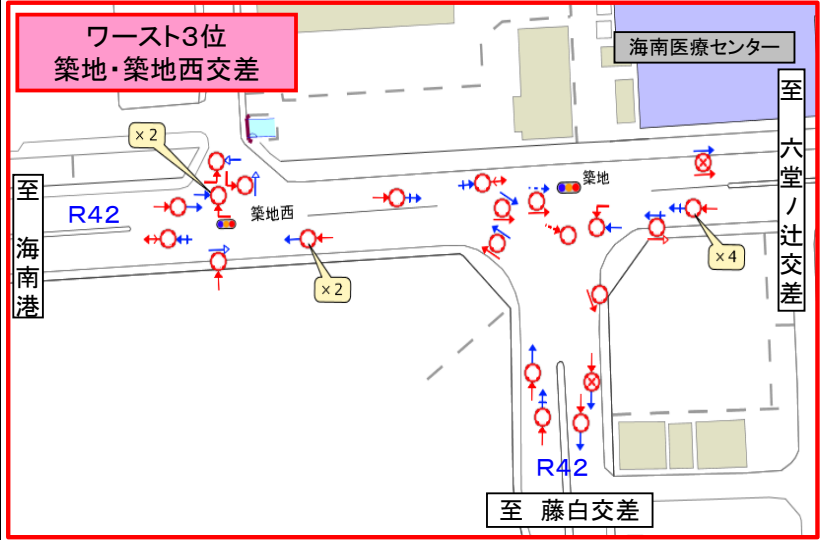 ワースト3位
築地・築地西交差
海南医療センター
至 六堂ノ辻交差
×2
築地
至 海南港
R42
築地西
×4
×2
R42
至 藤白交差